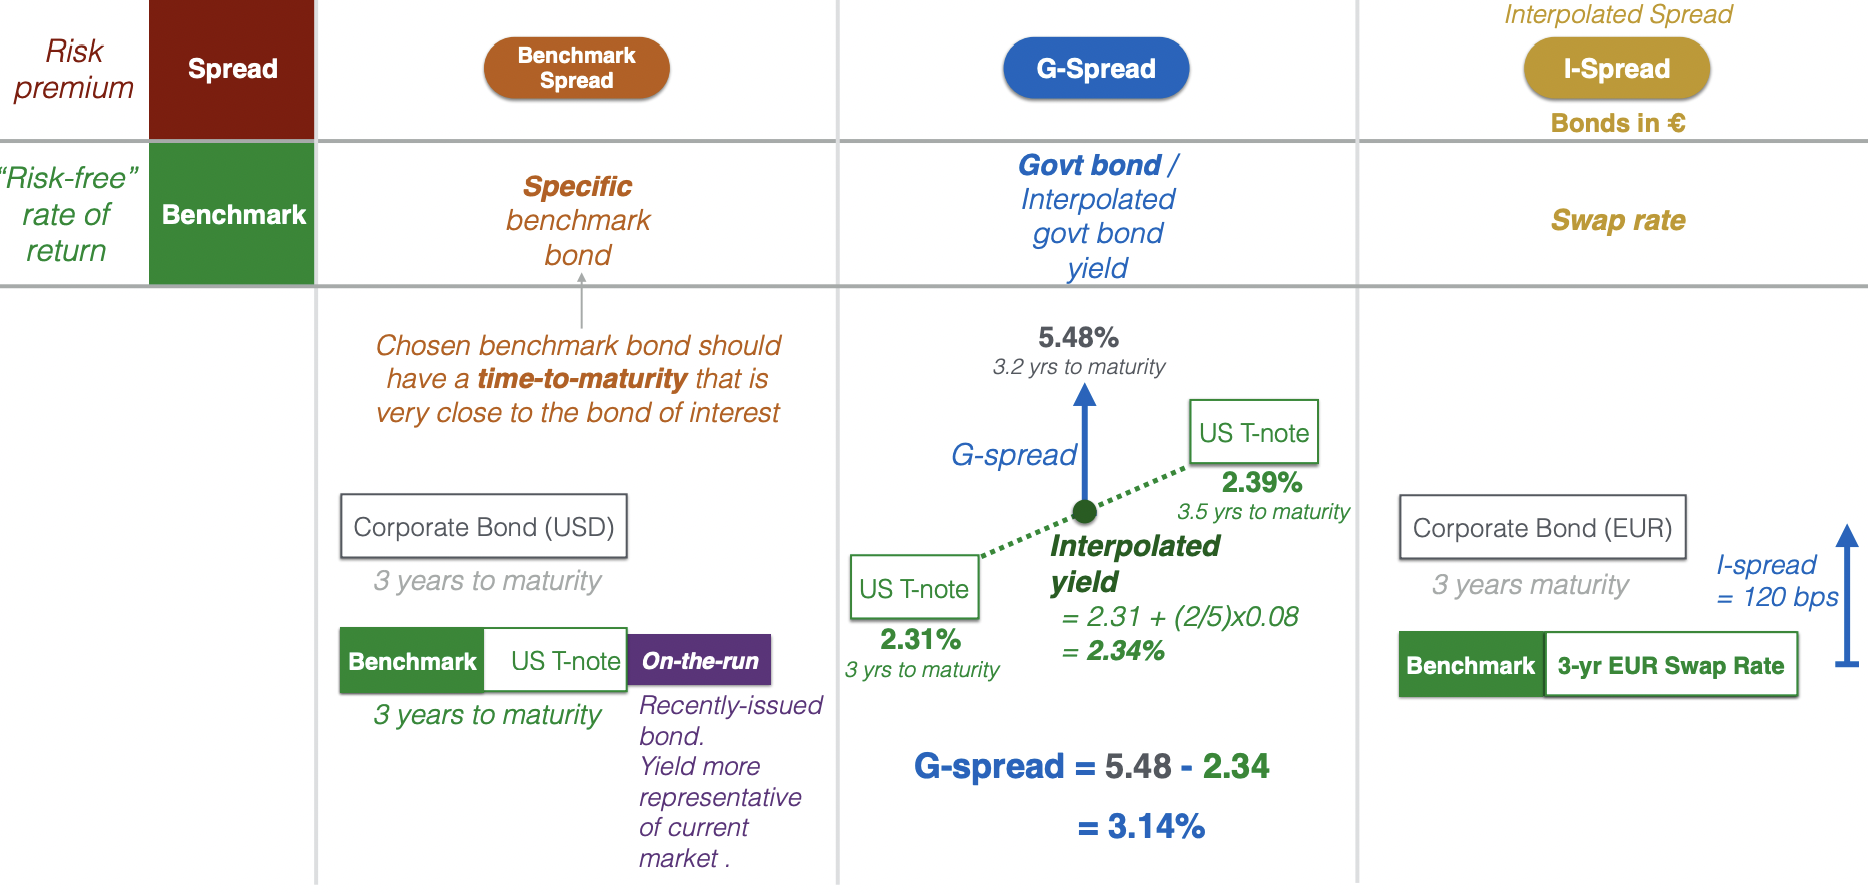 Risk
premium
Spread
Benchmark
Spread
G-Spread
Interpolated Spread
I-Spread
Bonds in €
“Risk-free”
rate of
return
Benchmark
Specific
benchmark
bond
Govt bond /
Interpolated
govt bond
yield
Swap rate
Chosen benchmark bond should
have a time-to-maturity that is
very close to the bond of interest
Corporate Bond (USD)
3 years to maturity
Benchmark
US T-note
On-the-run
3 years to maturity
Recently-issued
bond.
Yield more
representative
of current
market .
5.48%
3.2 yrs to maturity
G-spread
US T-note
2.39%
3.5 yrs to maturity
Interpolated
yield
= 2.31 + (2/5)x0.08
= 2.34%
US T-note
2.31%
3 yrs to maturity
G-spread = 5.48 - 2.34
= 3.14%
Corporate Bond (EUR)
3 years maturity
I-spread
= 120 bps
Benchmark
3-yr EUR Swap Rate